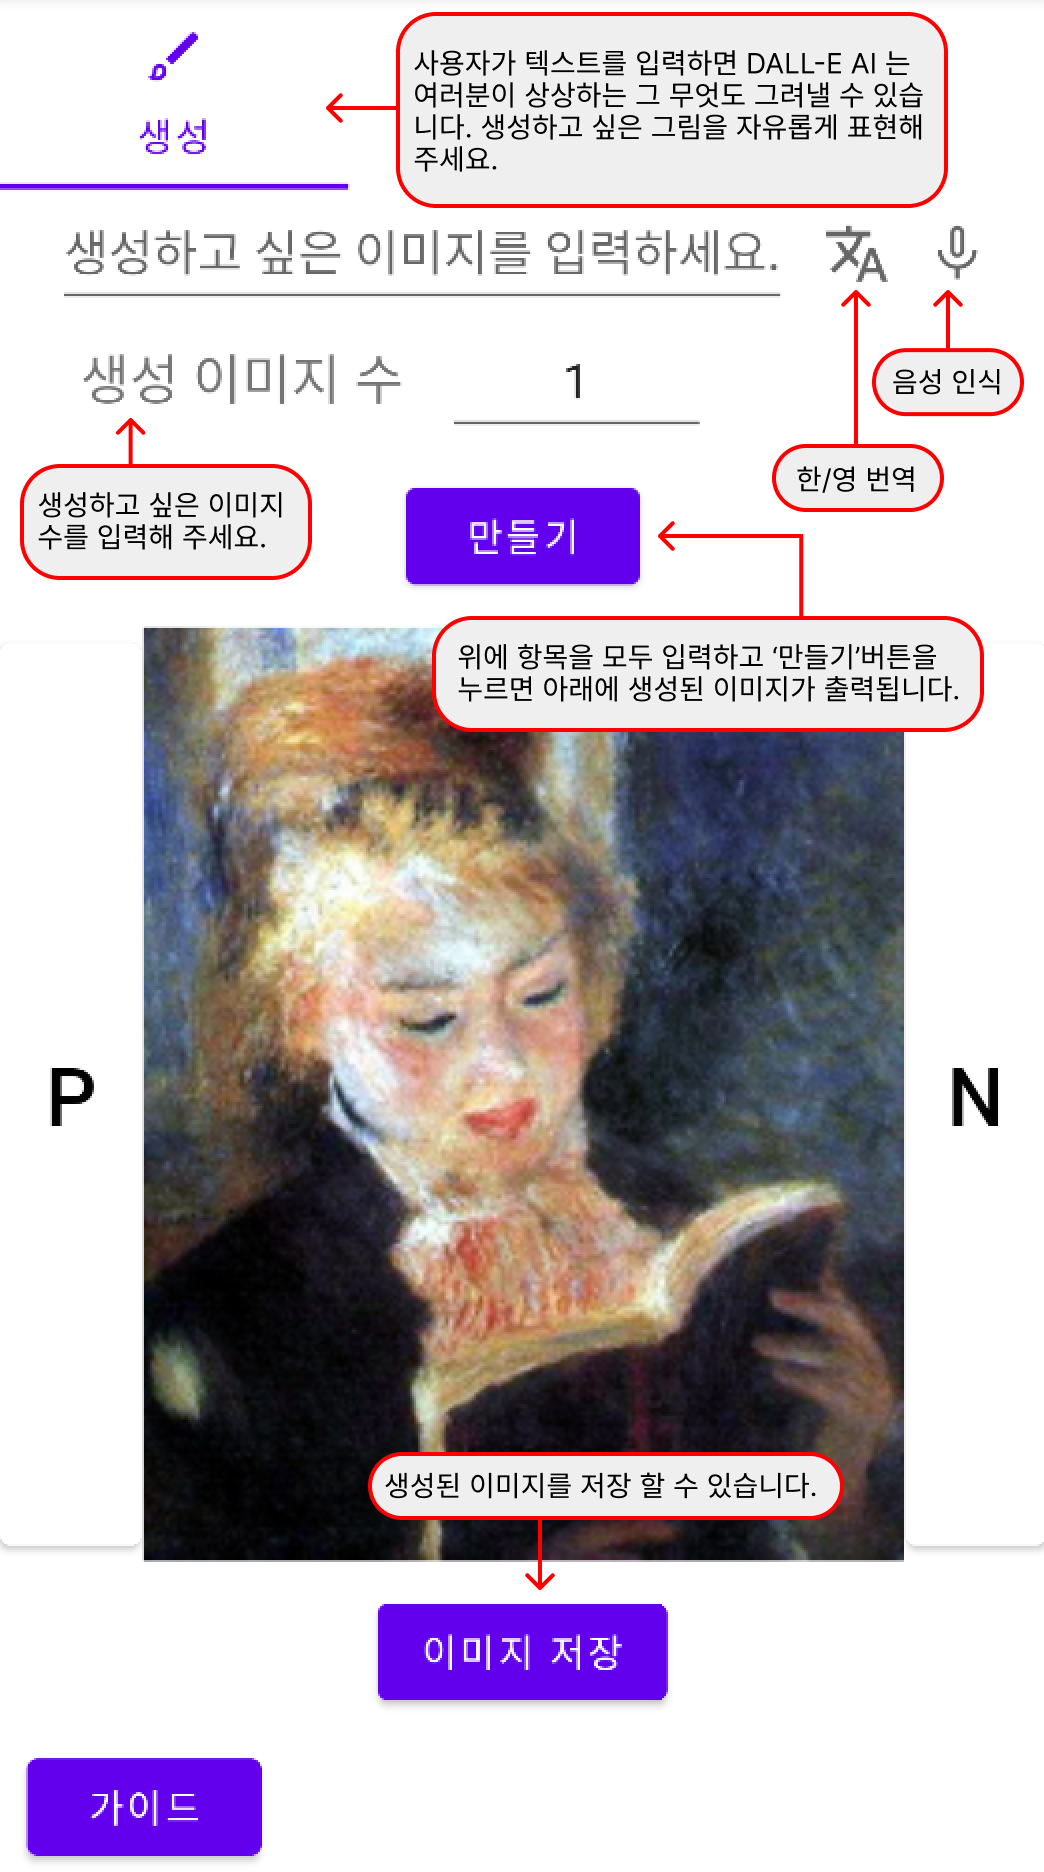 사용자가 텍스트를 입력하면 DALL-E AI 는
여러분이 상상하는 그 무엇도 그려낼 수 있습
니다. 생성하고 싶은 그림을 자유롭게 표현해
주세요.
생성
생성하고 싶은 이미지를 입력하세요.
음성 인식
생성 이미지 수
1
한/영 번역
생성하고 싶은 이미지
수를 입력해 주세요.
만들기
위에 항목을 모두 입력하고 ‘만들기’버튼을
누르면 아래에 생성된 이미지가 출력됩니다.
P
N
생성된 이미지를 저장 할 수 있습니다.
이미지 저장
가이드